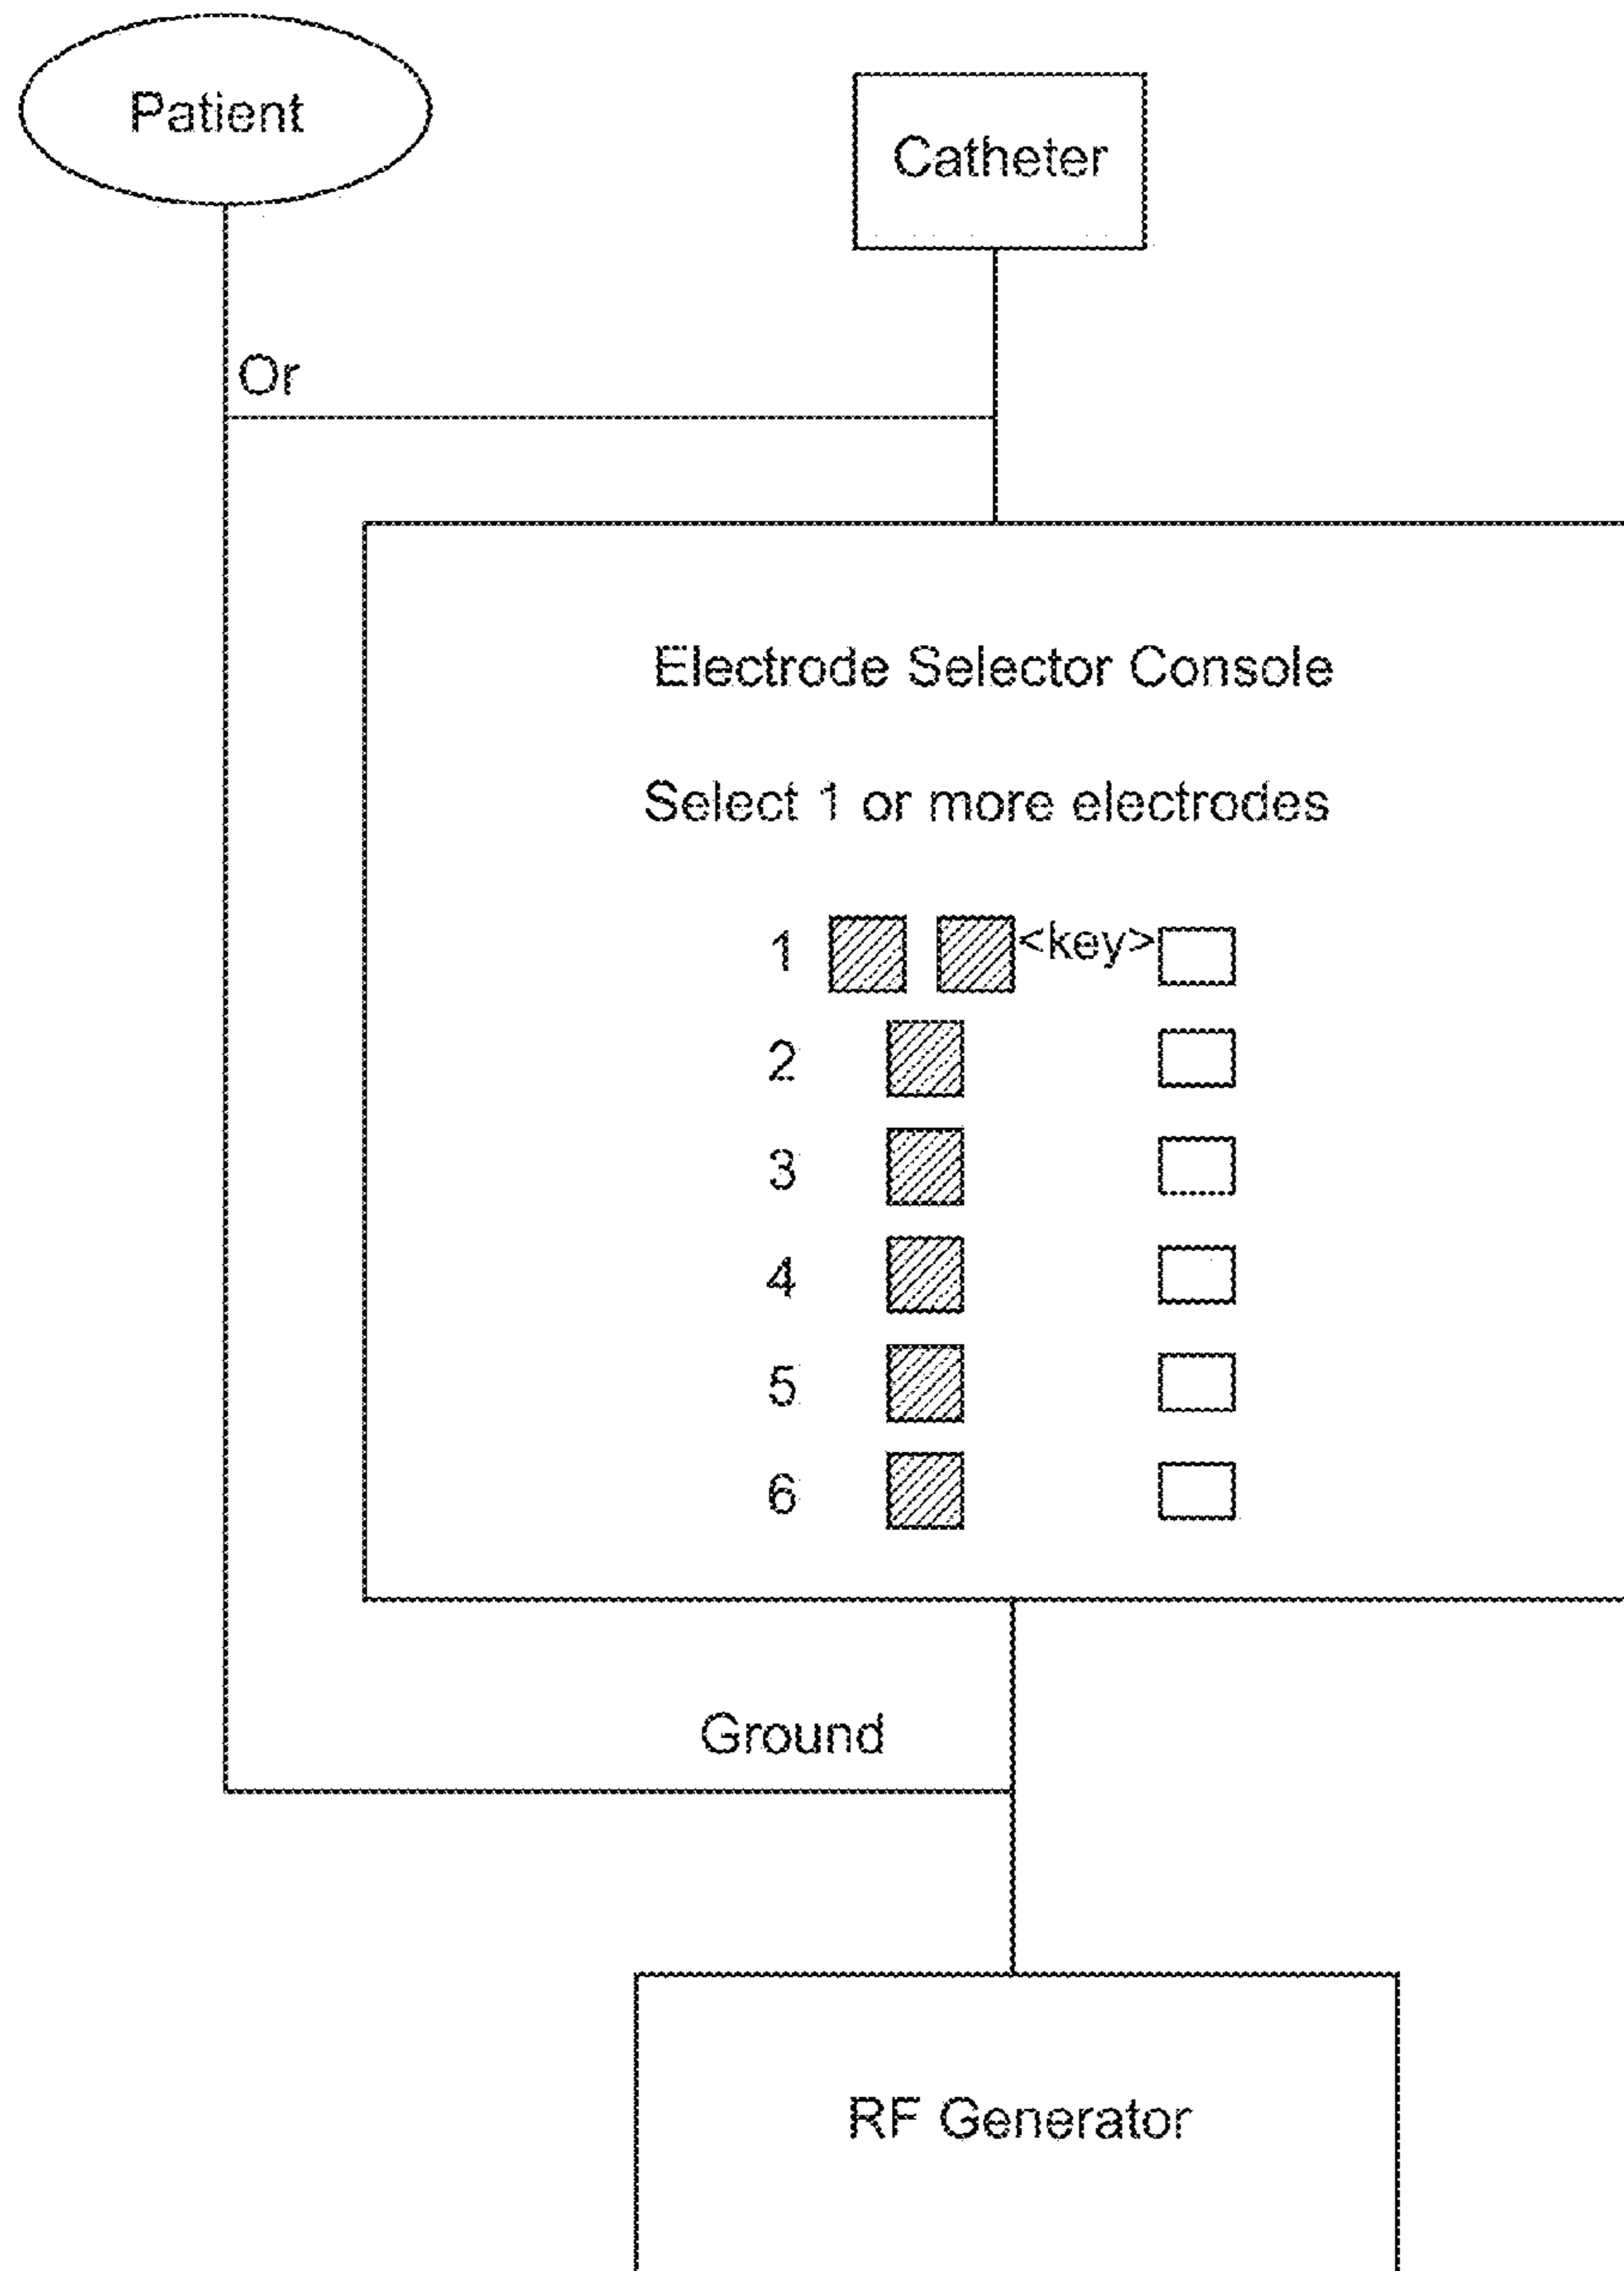 Patient
Catheter
Or
Electrode Selector Console
Select 1 or more electrodes
1 <key>
2
3
4
5
6
Ground
RF Generator